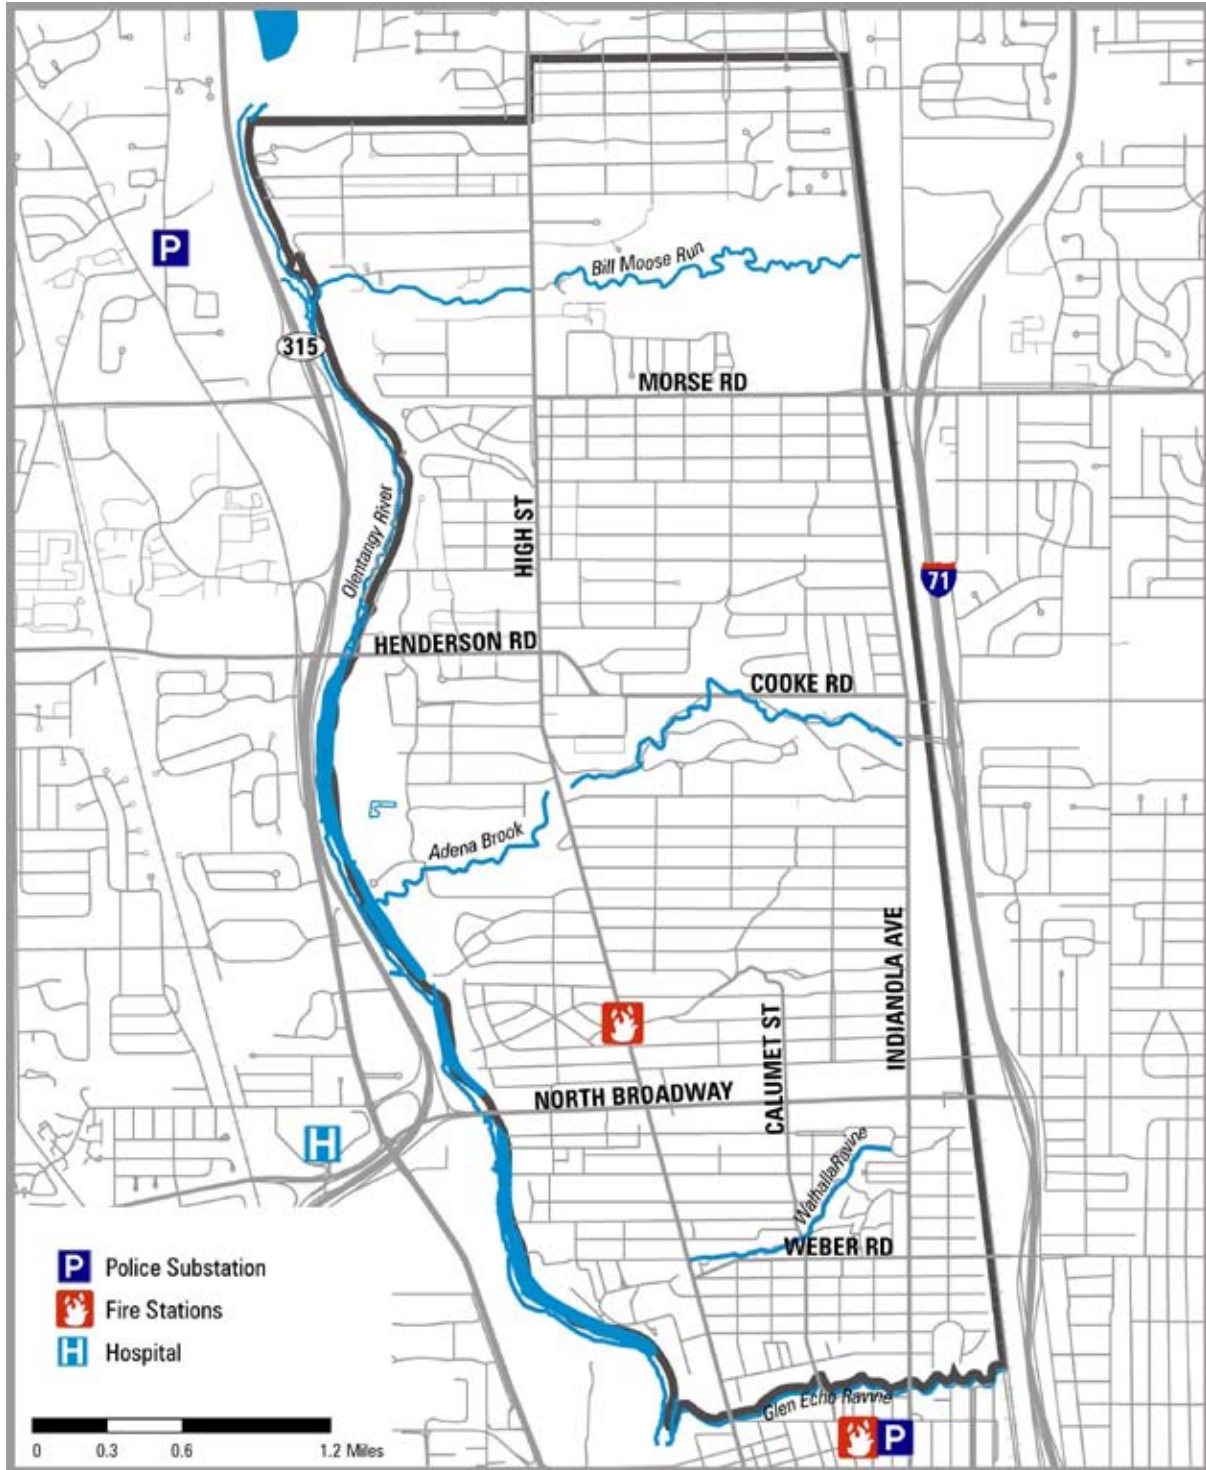 P
Bill Moose Run
315
MORSE RD
HIGH ST
Olentangy River
71
HENDERSON RD
COOKE RD
Adena Brook
INDIANOLA AVE
CALUMET ST
NORTH BROADWAY
H
Walhalla Ravine
WEBER RD
P Police Substation
Fire Stations
H Hospital
Glen Echo Ravine
P
0 0.3 0.6 1.2 Miles